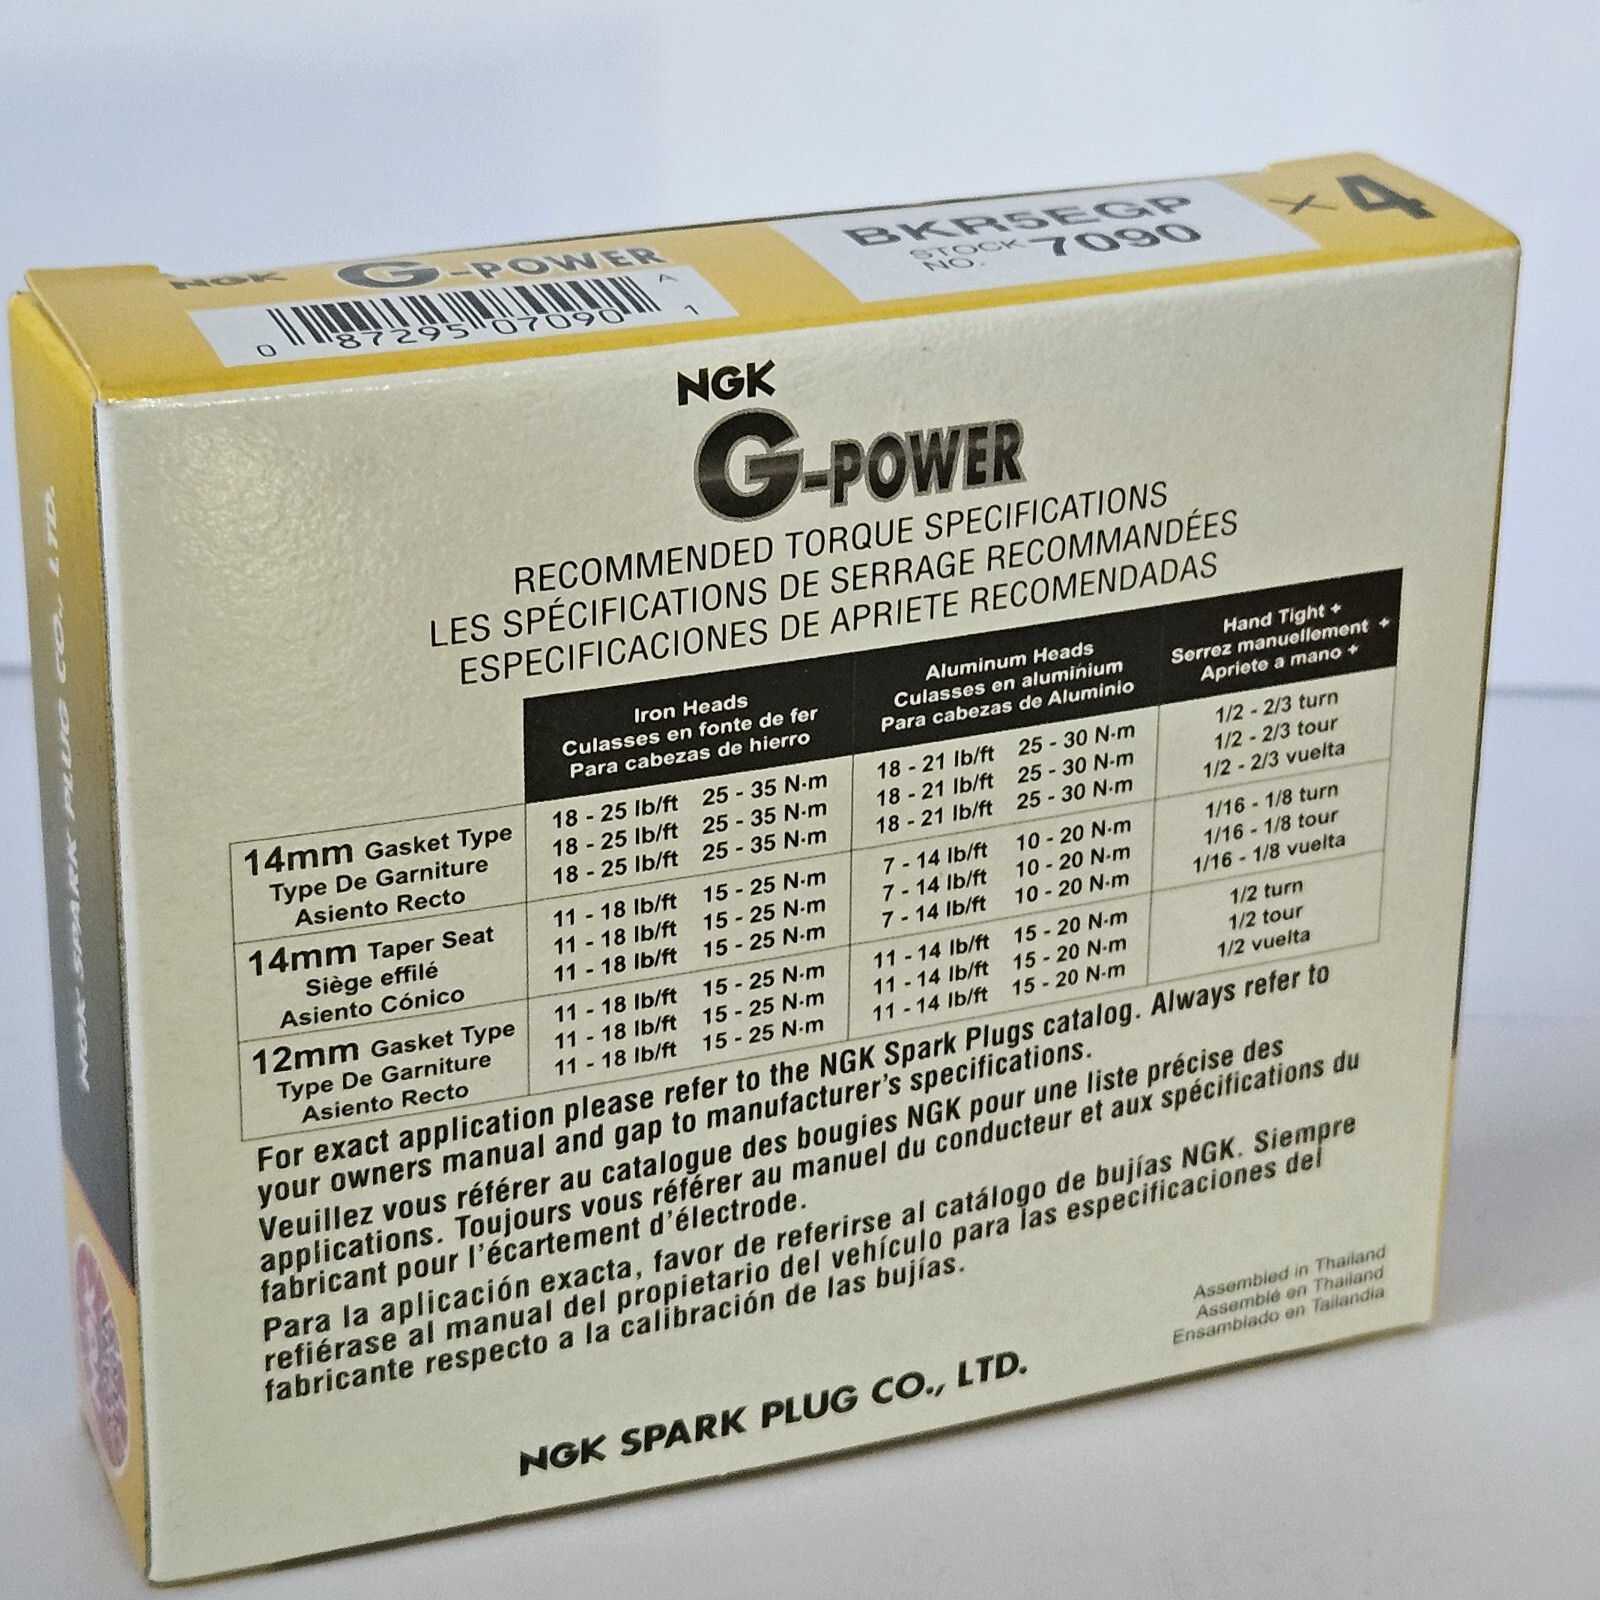 NGK G-POWER
0 87295 07090 1
A
BKR5EGP
STOCK NO. 7090
×4
NGK SPARK PLUG CO., LTD.
NGK
G-POWER
RECOMMENDED TORQUE SPECIFICATIONS
LES SPÉCIFICATIONS DE SERRAGE RECOMMANDÉES
ESPECIFICACIONES DE APRIETE RECOMENDADAS
Iron Heads
Culasses en fonte de fer
Para cabezas de hierro
Aluminum Heads
Culasses en aluminium
Para cabezas de Aluminio
Hand Tight +
Serrez manuellement +
Apriete a mano +
14mm Gasket Type
Type De Garniture
Asiento Recto
18 - 25 lb/ft 25 - 35 N·m
18 - 25 lb/ft 25 - 35 N·m
18 - 25 lb/ft 25 - 35 N·m
18 - 21 lb/ft 25 - 30 N·m
18 - 21 lb/ft 25 - 30 N·m
18 - 21 lb/ft 25 - 30 N·m
1/2 - 2/3 turn
1/2 - 2/3 tour
1/2 - 2/3 vuelta
14mm Taper Seat
Siège effilé
Asiento Cónico
11 - 18 lb/ft 15 - 25 N·m
11 - 18 lb/ft 15 - 25 N·m
11 - 18 lb/ft 15 - 25 N·m
7 - 14 lb/ft 10 - 20 N·m
7 - 14 lb/ft 10 - 20 N·m
7 - 14 lb/ft 10 - 20 N·m
1/16 - 1/8 turn
1/16 - 1/8 tour
1/16 - 1/8 vuelta
12mm Gasket Type
Type De Garniture
Asiento Recto
11 - 18 lb/ft 15 - 25 N·m
11 - 18 lb/ft 15 - 25 N·m
11 - 18 lb/ft 15 - 25 N·m
11 - 14 lb/ft 15 - 20 N·m
11 - 14 lb/ft 15 - 20 N·m
11 - 14 lb/ft 15 - 20 N·m
1/2 turn
1/2 tour
1/2 vuelta
For exact application please refer to the NGK Spark Plugs catalog. Always refer to
your owners manual and gap to manufacturer's specifications.
Veuillez vous référer au catalogue des bougies NGK pour une liste précise des
applications. Toujours vous référer au manuel du conducteur et aux spécifications du
fabricant pour l'écartement d'électrode.
Para la aplicación exacta, favor de referirse al catálogo de bujías NGK. Siempre
refiérase al manual del propietario del vehículo para las especificaciones del
fabricante respecto a la calibración de las bujías.
Assembled in Thailand
Assemblé en Thailand
Ensamblado en Tailandia
NGK SPARK PLUG CO., LTD.